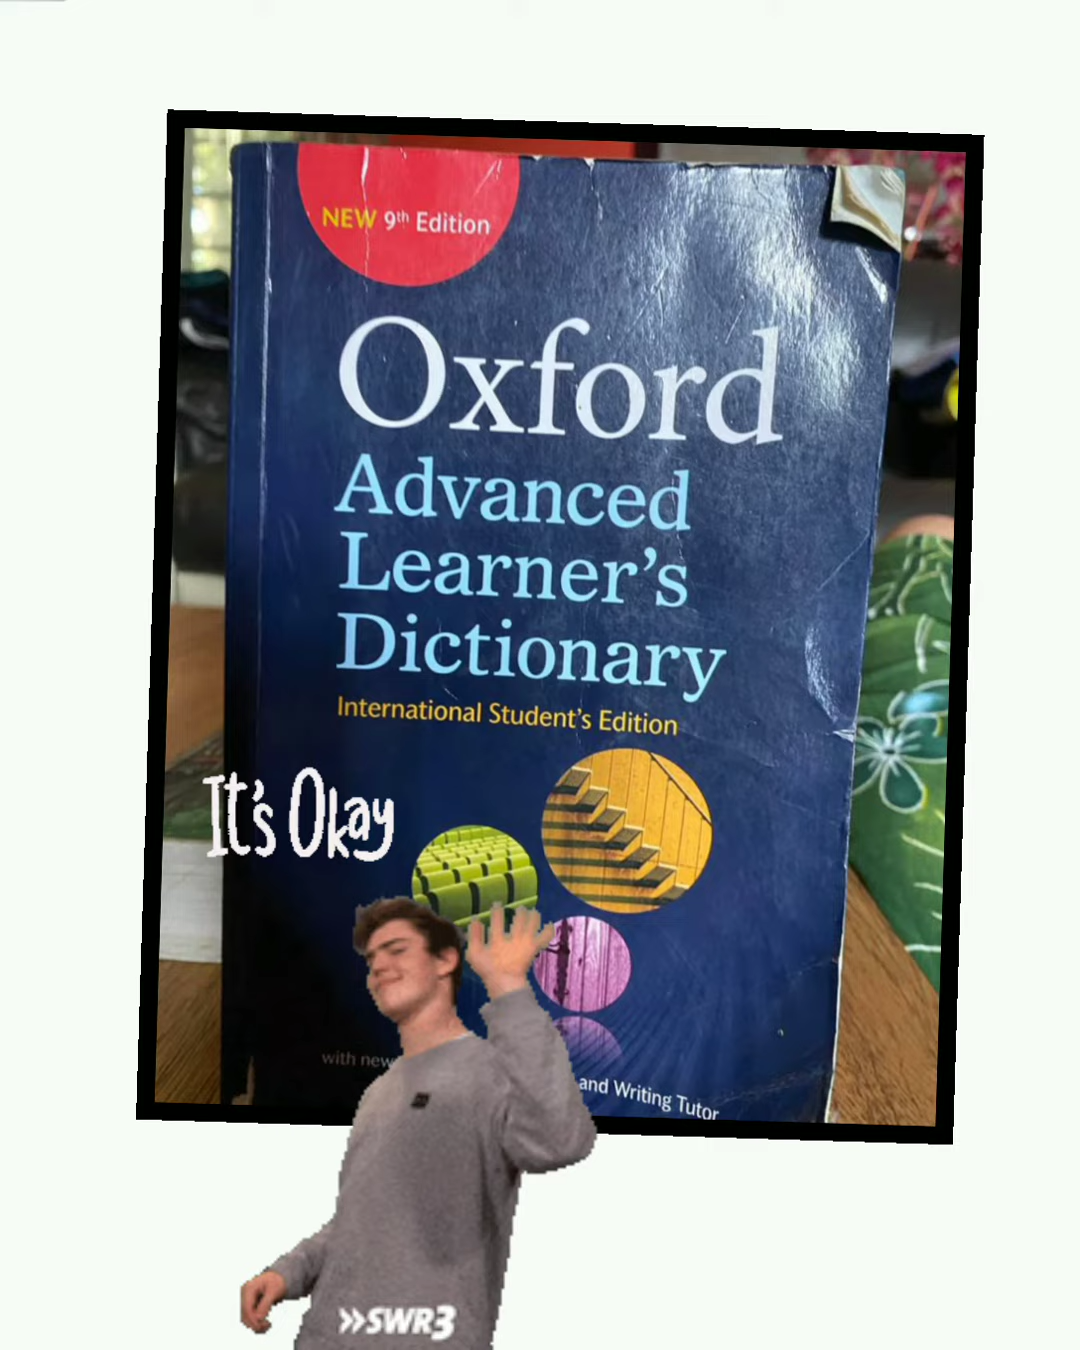 NEW 9th Edition
Oxford
Advanced
Learner's
Dictionary
International Student's Edition
It's Okay
with new
and Writing Tutor
»SWR3